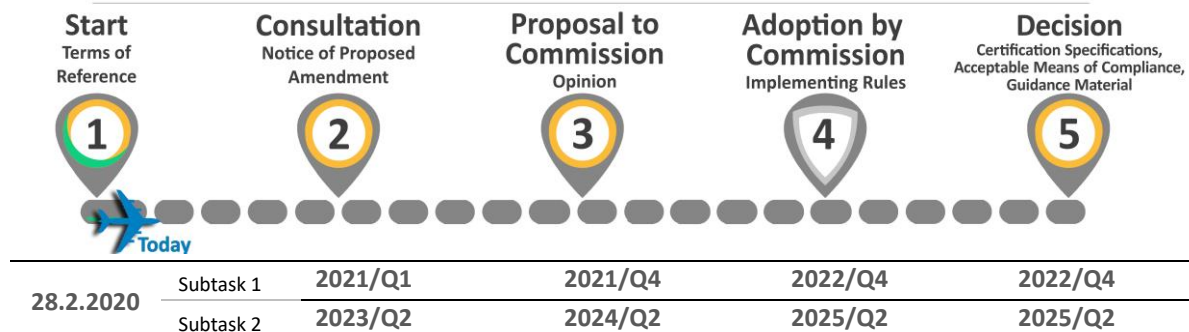 Start
Terms of
Reference
Consultation
Notice of Proposed
Amendment
Proposal to
Commission
Opinion
Adoption by
Commission
Implementing Rules
Decision
Certification Specifications,
Acceptable Means of Compliance,
Guidance Material
1
2
3
4
5
Today
28.2.2020
Subtask 1 2021/Q1 2021/Q4 2022/Q4 2022/Q4
Subtask 2 2023/Q2 2024/Q2 2025/Q2 2025/Q2